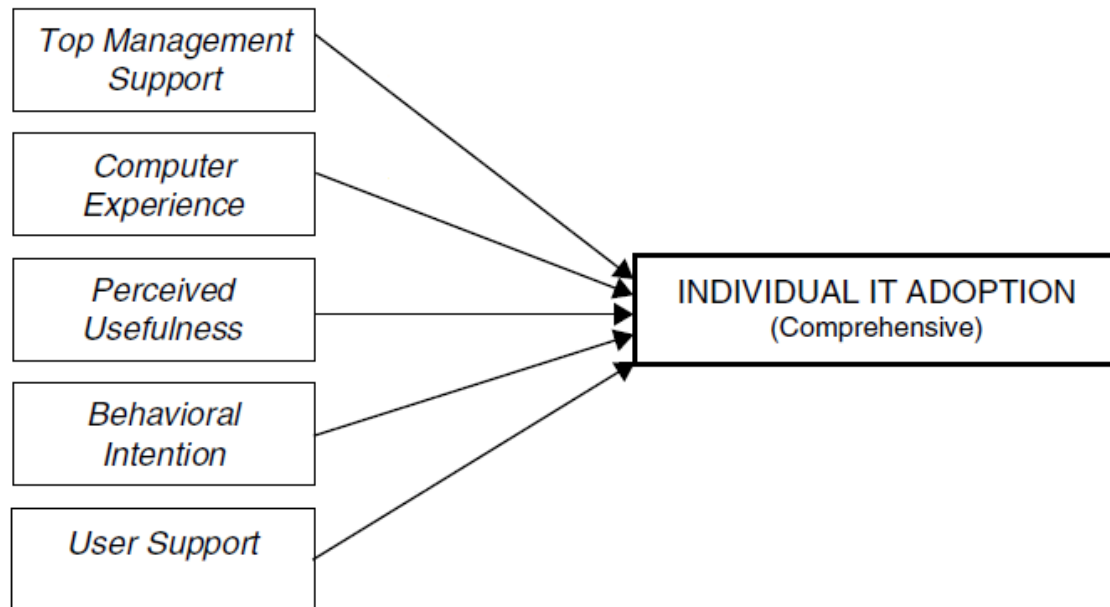 Top Management
Support
Computer
Experience
Perceived
Usefulness
Behavioral
Intention
User Support
INDIVIDUAL IT ADOPTION
(Comprehensive)